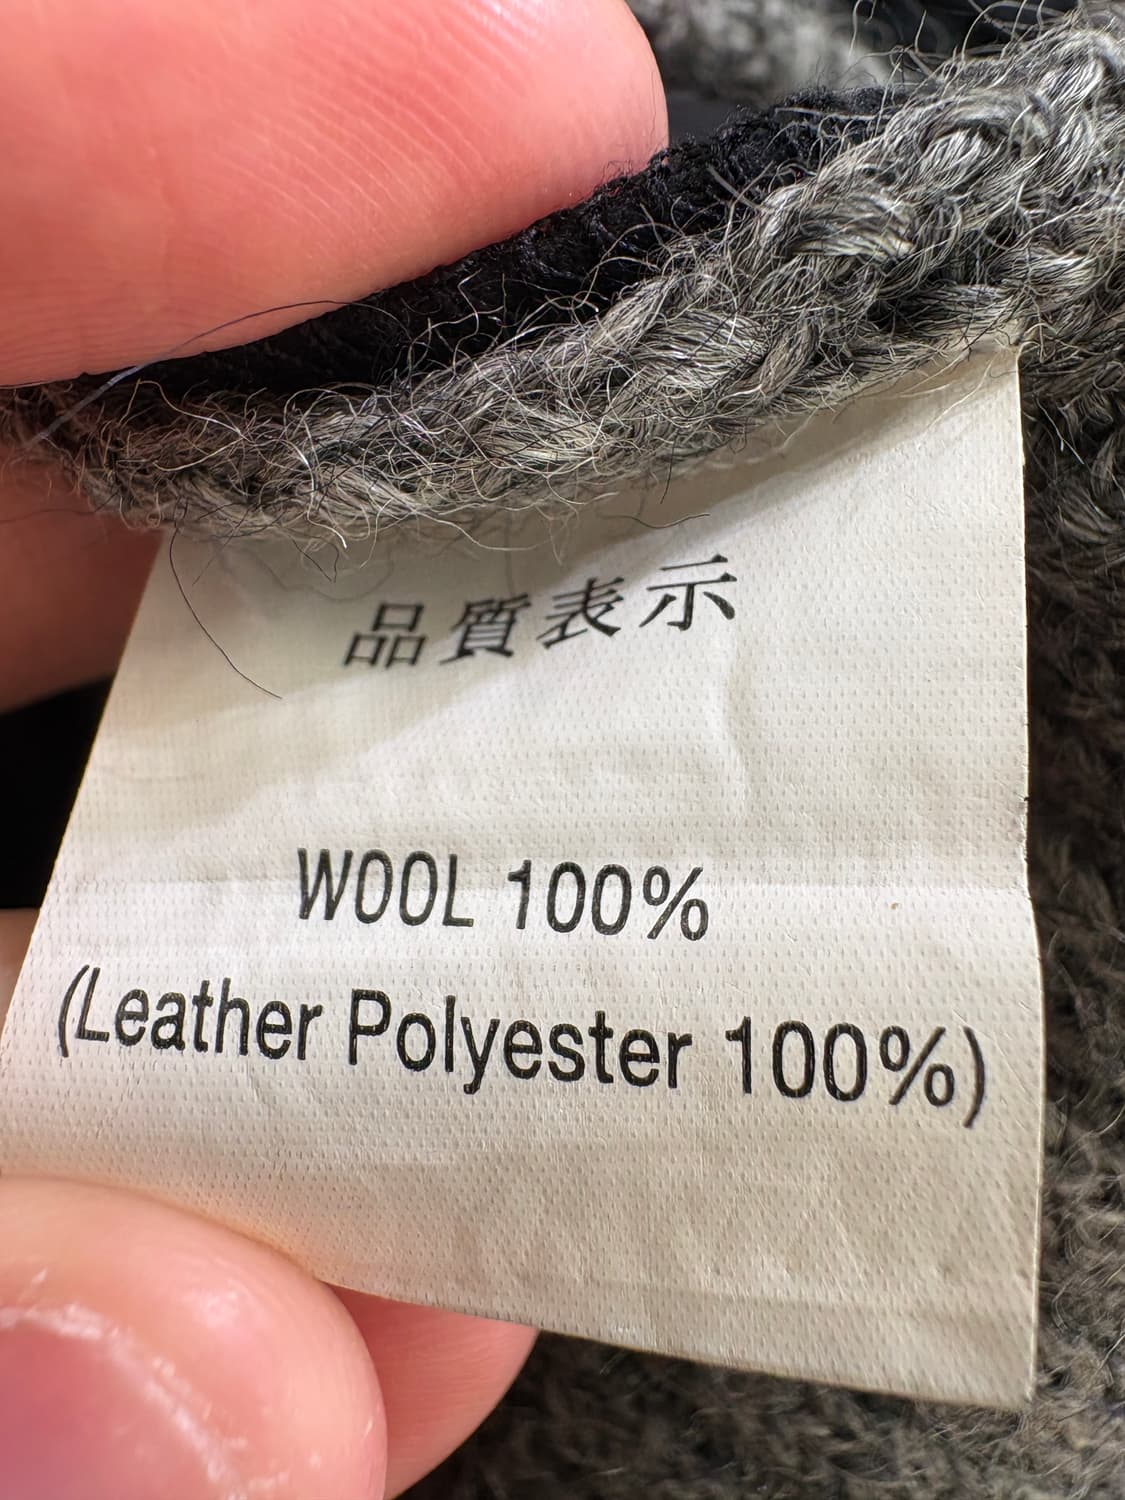 品質表示
WOOL 100%
(Leather Polyester 100%)